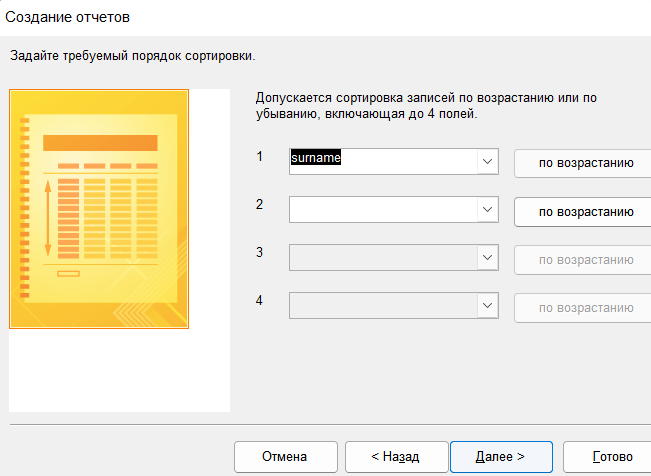 Создание отчетов
Задайте требуемый порядок сортировки.
Допускается сортировка записей по возрастанию или по
убыванию, включающая до 4 полей.
1 surname по возрастанию
2 по возрастанию
3 по возрастанию
4 по возрастанию
Отмена < Назад Далее > Готово